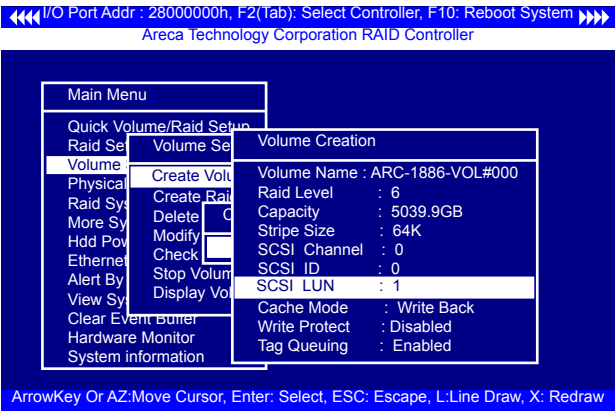 I/O Port Addr : 28000000h, F2(Tab): Select Controller, F10: Reboot System
Areca Technology Corporation RAID Controller
Main Menu
Quick Volume/Raid Setup
Raid Set
Volume
Physical
Raid Sys
More Sy
Hdd Pow
Ethernet
Alert By
View Sys
Clear Event Buffer
Hardware Monitor
System information
Volume Se
Create Volu
Create Rai
Delete
Modify
Check
Stop Volum
Display Vol
C
Volume Creation
Volume Name : ARC-1886-VOL#000
Raid Level : 6
Capacity : 5039.9GB
Stripe Size : 64K
SCSI Channel : 0
SCSI ID : 0
SCSI LUN : 1
Cache Mode : Write Back
Write Protect : Disabled
Tag Queuing : Enabled
ArrowKey Or AZ:Move Cursor, Enter: Select, ESC: Escape, L:Line Draw, X: Redraw